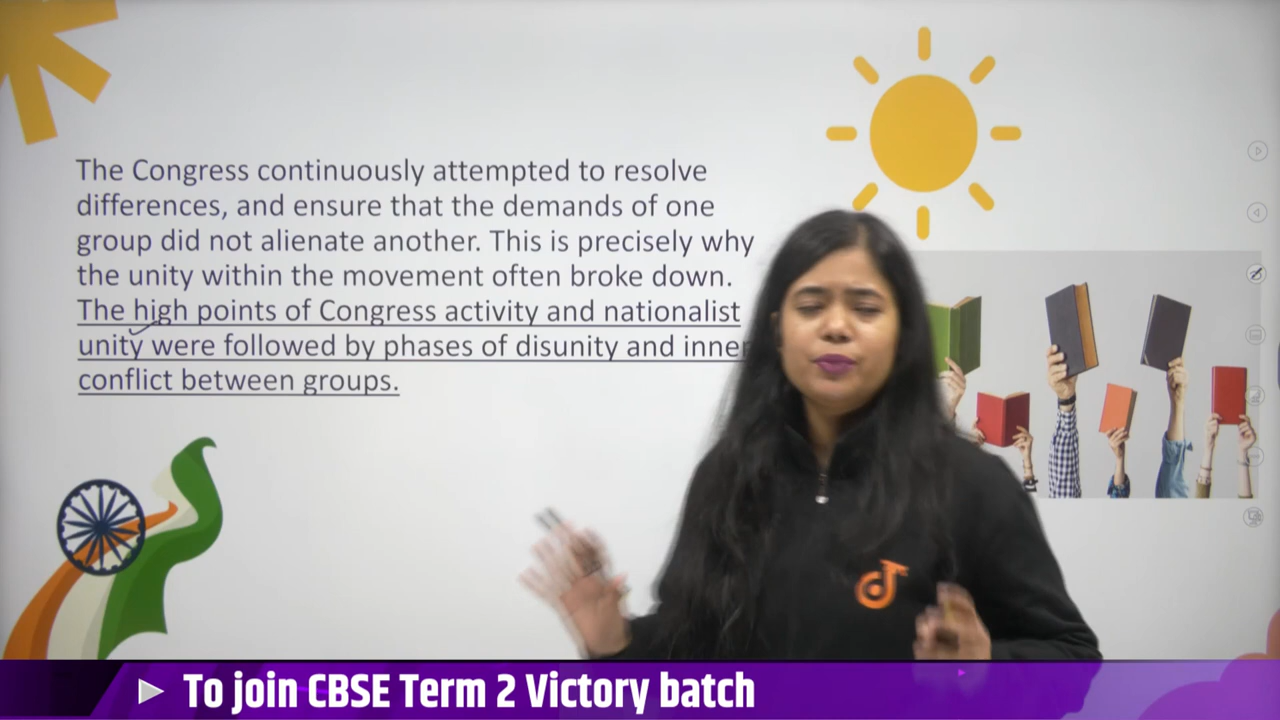 The Congress continuously attempted to resolve
differences, and ensure that the demands of one
group did not alienate another. This is precisely why
the unity within the movement often broke down.
The high points of Congress activity and nationalist
unity were followed by phases of disunity and inner
conflict between groups.
To join CBSE Term 2 Victory batch